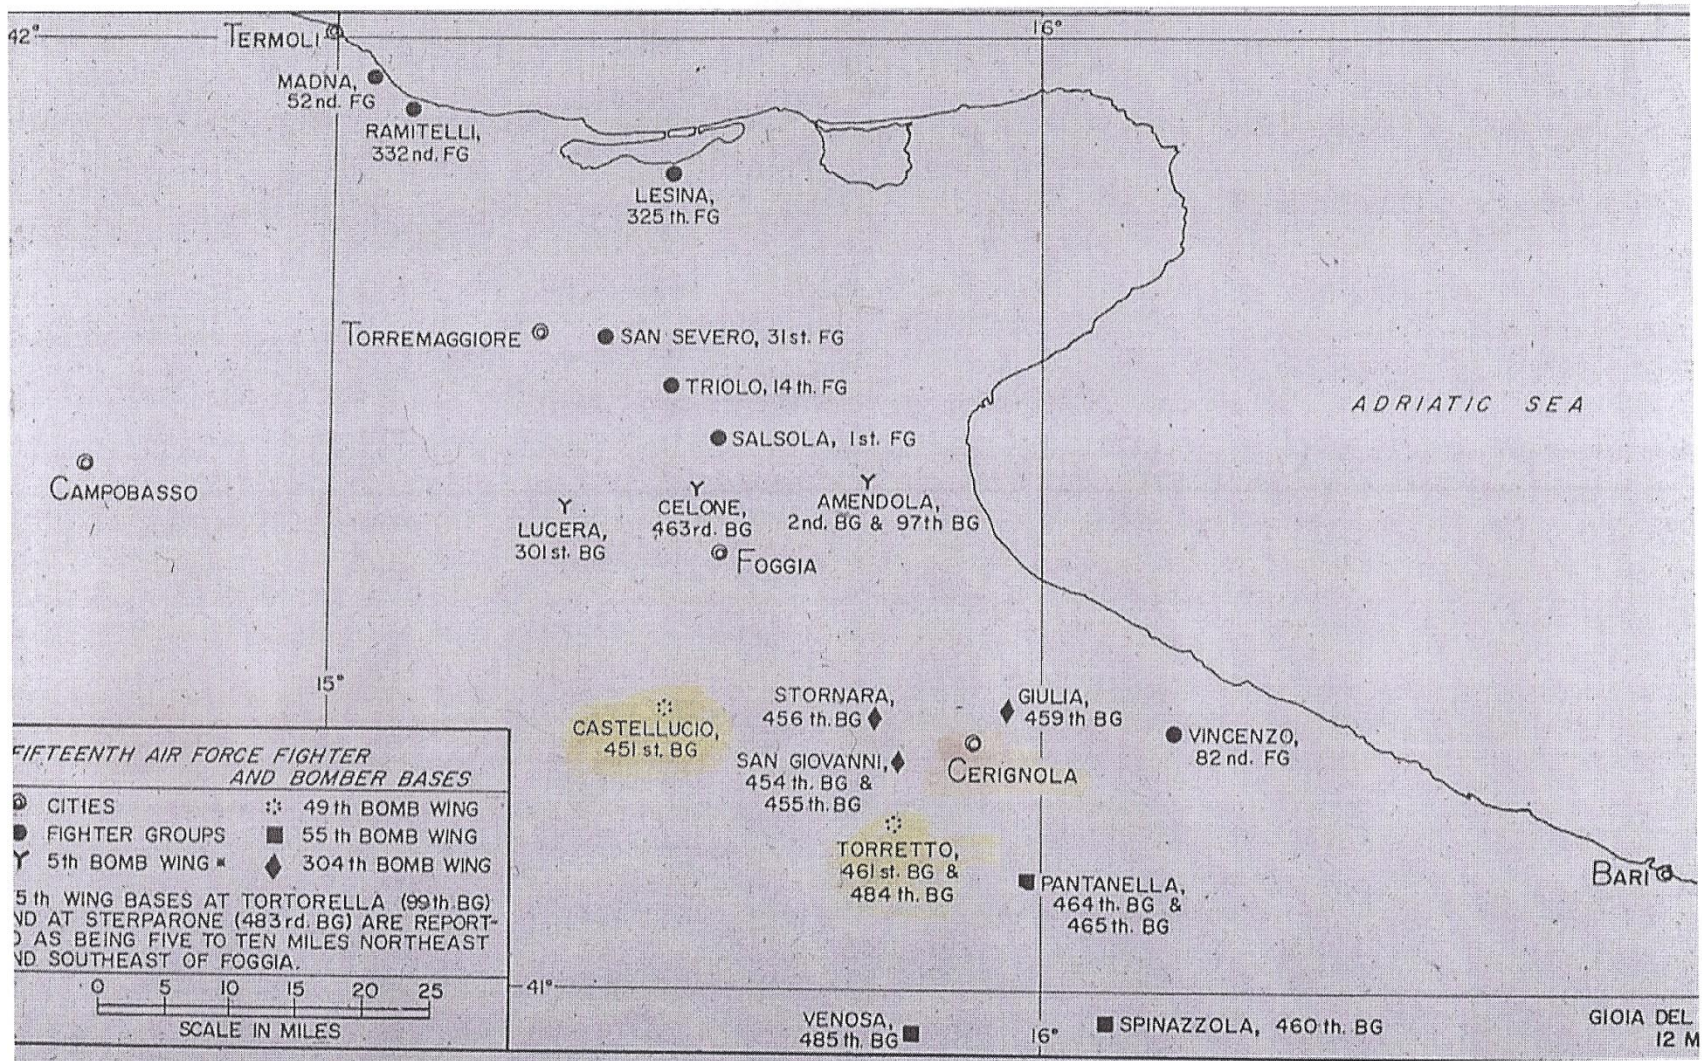 42°
16°
TERMOLI
MADNA,
52nd. FG
RAMITELLI,
332nd. FG
LESINA,
325th. FG
TORREMAGGIORE
SAN SEVERO, 31st. FG
TRIOLO, 14th. FG
ADRIATIC SEA
SALSOLA, 1st. FG
CAMPOBASSO
LUCERA,
301st. BG
CELONE,
463rd. BG
AMENDOLA,
2nd. BG & 97th BG
FOGGIA
15°
CASTELLUCIO,
451st. BG
STORNARA,
456th. BG
GIULIA,
459th BG
SAN GIOVANNI,
454th. BG &
455th. BG
CERIGNOLA
VINCENZO,
82nd. FG
TORRETTO,
461st. BG &
484th. BG
PANTANELLA,
464th. BG &
465th. BG
BARI
FIFTEENTH AIR FORCE FIGHTER
AND BOMBER BASES
CITIES
49th BOMB WING
FIGHTER GROUPS
55th BOMB WING
5th BOMB WING *
304th BOMB WING
5th WING BASES AT TORTORELLA (99th. BG)
ND AT STERPARONE (483rd. BG) ARE REPORT-
D AS BEING FIVE TO TEN MILES NORTHEAST
ND SOUTHEAST OF FOGGIA.
0 5 10 15 20 25
SCALE IN MILES
41°
VENOSA,
485th. BG
16°
SPINAZZOLA, 460th. BG
GIOIA DEL
12 M